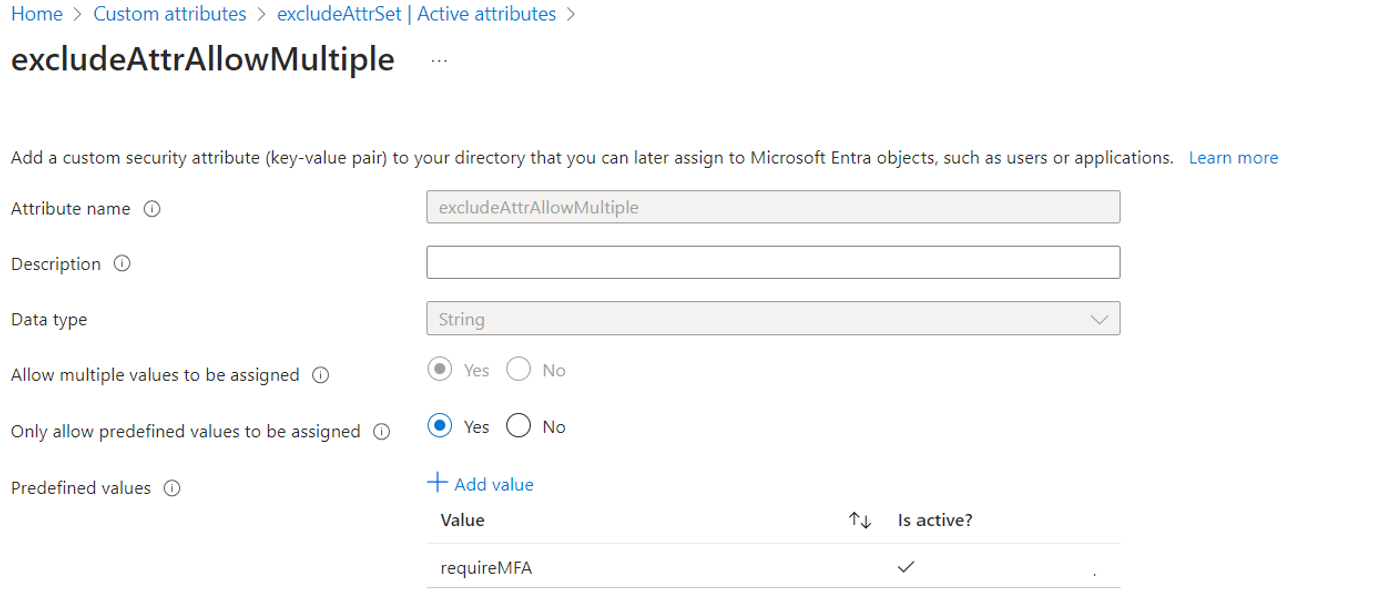 Home > Custom attributes > excludeAttrSet | Active attributes >
excludeAttrAllowMultiple ...
Add a custom security attribute (key-value pair) to your directory that you can later assign to Microsoft Entra objects, such as users or applications. Learn more
Attribute name excludeAttrAllowMultiple
Description
Data type String
Allow multiple values to be assigned Yes No
Only allow predefined values to be assigned Yes No
Predefined values + Add value
Value Is active?
requireMFA